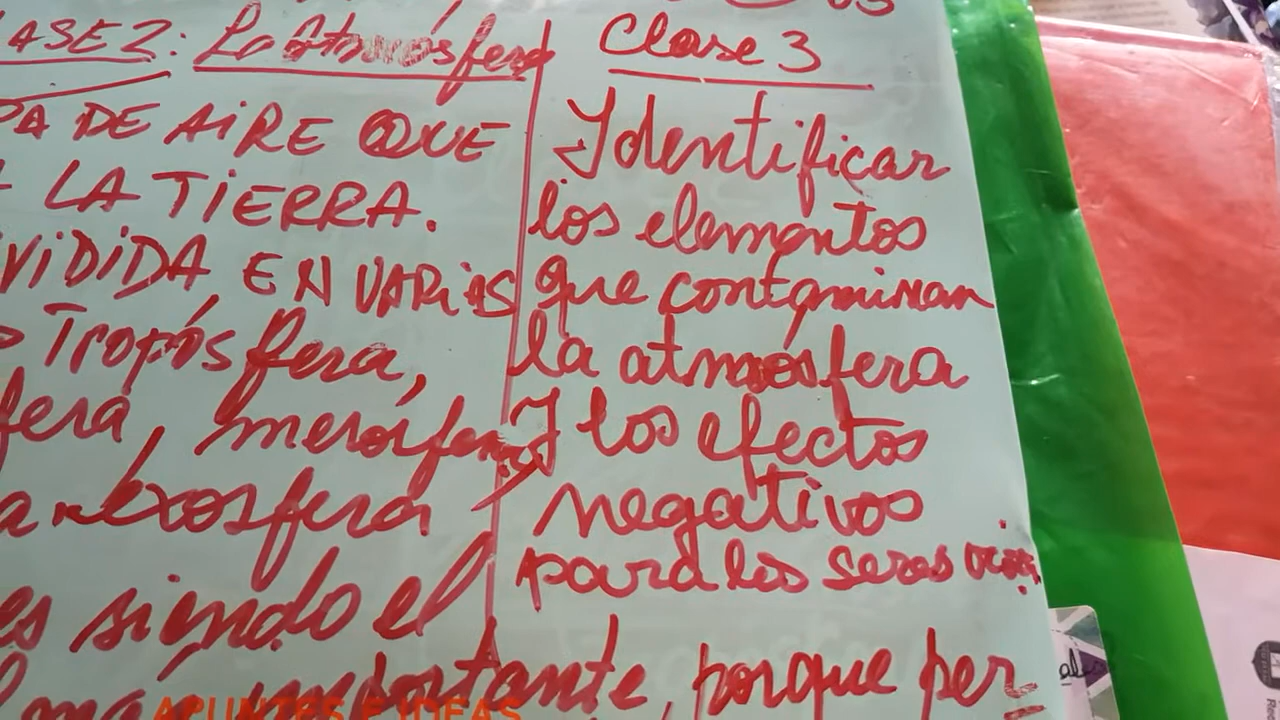 ASE 2: La Atmósfera
PA DE AIRE QUE
LA TIERRA.
VIDIDA EN VARIAS
Tropósfera,
fera, mesósfera
a exosfera
es siendo el
importante, porque per
APUNTES E IDEAS
Clase 3
Identificar
los elementos
que contaminan
la atmósfera
Y los efectos
negativos
para los seres vivos.